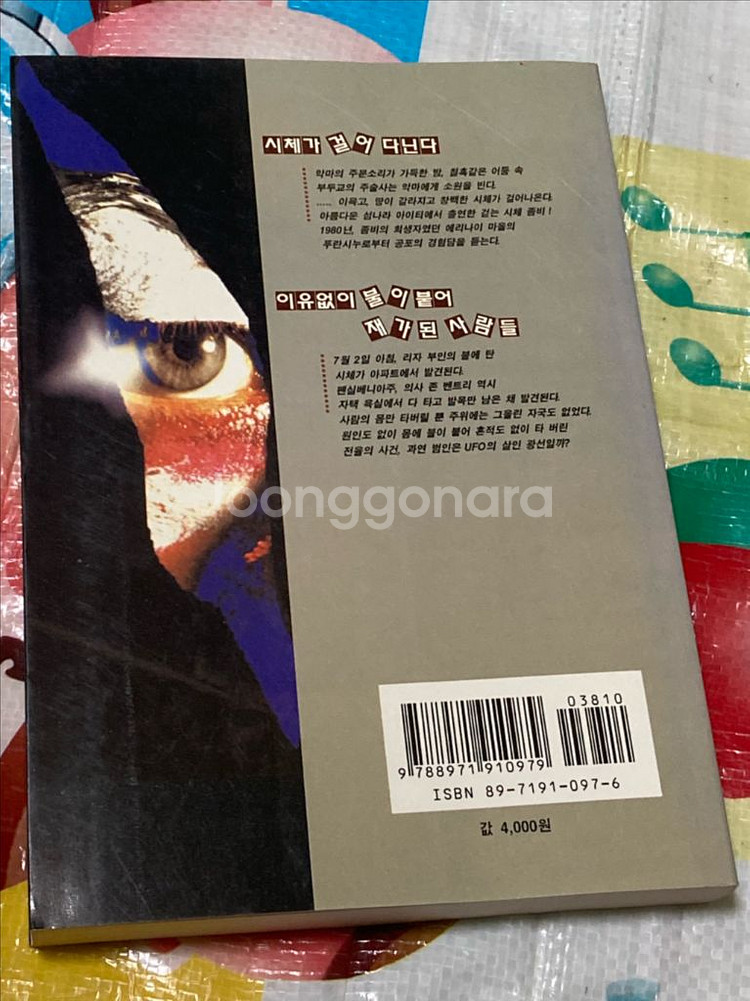 시체가 걸어 다닌다
악마의 주문소리가 가득한 밤, 칠흑같은 어둠 속
부두교의 주술사는 악마에게 소원을 빈다.
..... 이윽고, 땅이 갈라지고 창백한 시체가 걸어나온다.
아름다운 섬나라 아이티에서 출연한 걷는 시체 좀비!
1980년, 좀비의 희생자였던 에리나이 마을의
푸란시누로부터 공포의 경험담을 듣는다.
이유없이 불이 붙어
재가 된 사람들
7월 2일 아침, 리자 부인의 불에 탄
시체가 아파트에서 발견된다.
펜실베니아주, 의사 존 벤트리 역시
자택 욕실에서 다 타고 발목만 남은 채 발견된다.
사람의 몸만 타버릴 뿐 주위에는 그을린 자국도 없었다.
원인도 없이 몸에 불이 붙어 흔적도 없이 타 버린
전율의 사건, 과연 범인은 UFO의 살인 광선일까?
Joonggonara
03810
9 788971 910979
ISBN 89-7191-097-6
값 4,000원